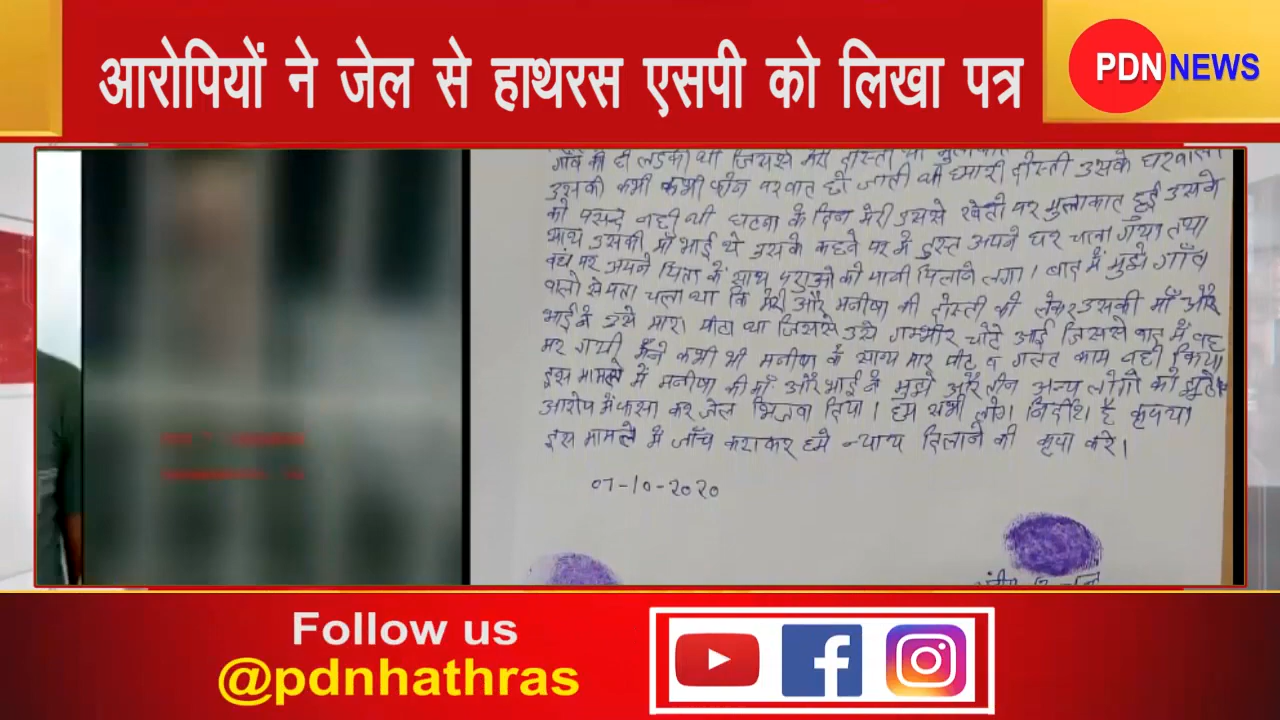 आरोपियों ने जेल से हाथरस एसपी को लिखा पत्र
PDN NEWS
गाँव की ही लड़की थी जिससे मेरी दोस्ती थी
उसकी कभी कभी फोन पर बात हो जाती थी हमारी दोस्ती उसके घरवालो
को पसन्द नही थी घटना के दिन मेरी उससे खेतो पर मुलाकात हुई उसके
साथ उसकी माँ भाई थे उसके कहने पर मे तुरत अपने घर चला गया तथा
वहां पर अपने पिता के साथ पशुओ को पानी पिलाने लगा। बाद में मुझे गाँव
वालो से पता चला था कि मेरी और मनीषा की दोस्ती को लेकर उसकी माँ और
भाई ने उसे मारा पीटा था जिससे उसे गम्भीर चोटे आई जिससे बाद में वह
मर गयी मैंने कभी भी मनीषा के साथ मार पीट व गलत काम नही किया
इस मामले में मनीषा की माँ और भाई ने मुझे और तीन अन्य लोगो को झूठे
आरोप में फसा कर जेल भिजवा दिया। हम सभी लोग निर्दोश है कृपया
इस मामले में जाँच कराकर हमे न्याय दिलाने की कृपा करे।
07-10-2020
Follow us
@pdnhathras